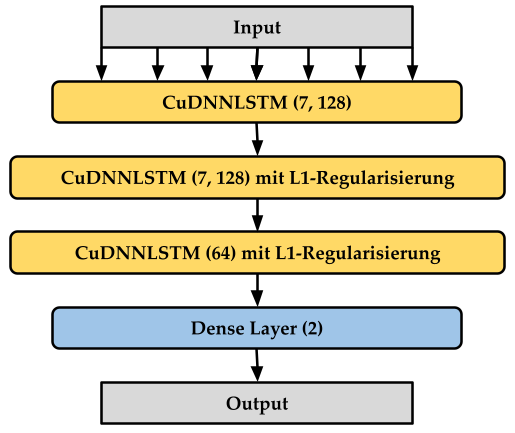 Input
CuDNNLSTM (7, 128)
CuDNNLSTM (7, 128) mit L1-Regularisierung
CuDNNLSTM (64) mit L1-Regularisierung
Dense Layer (2)
Output